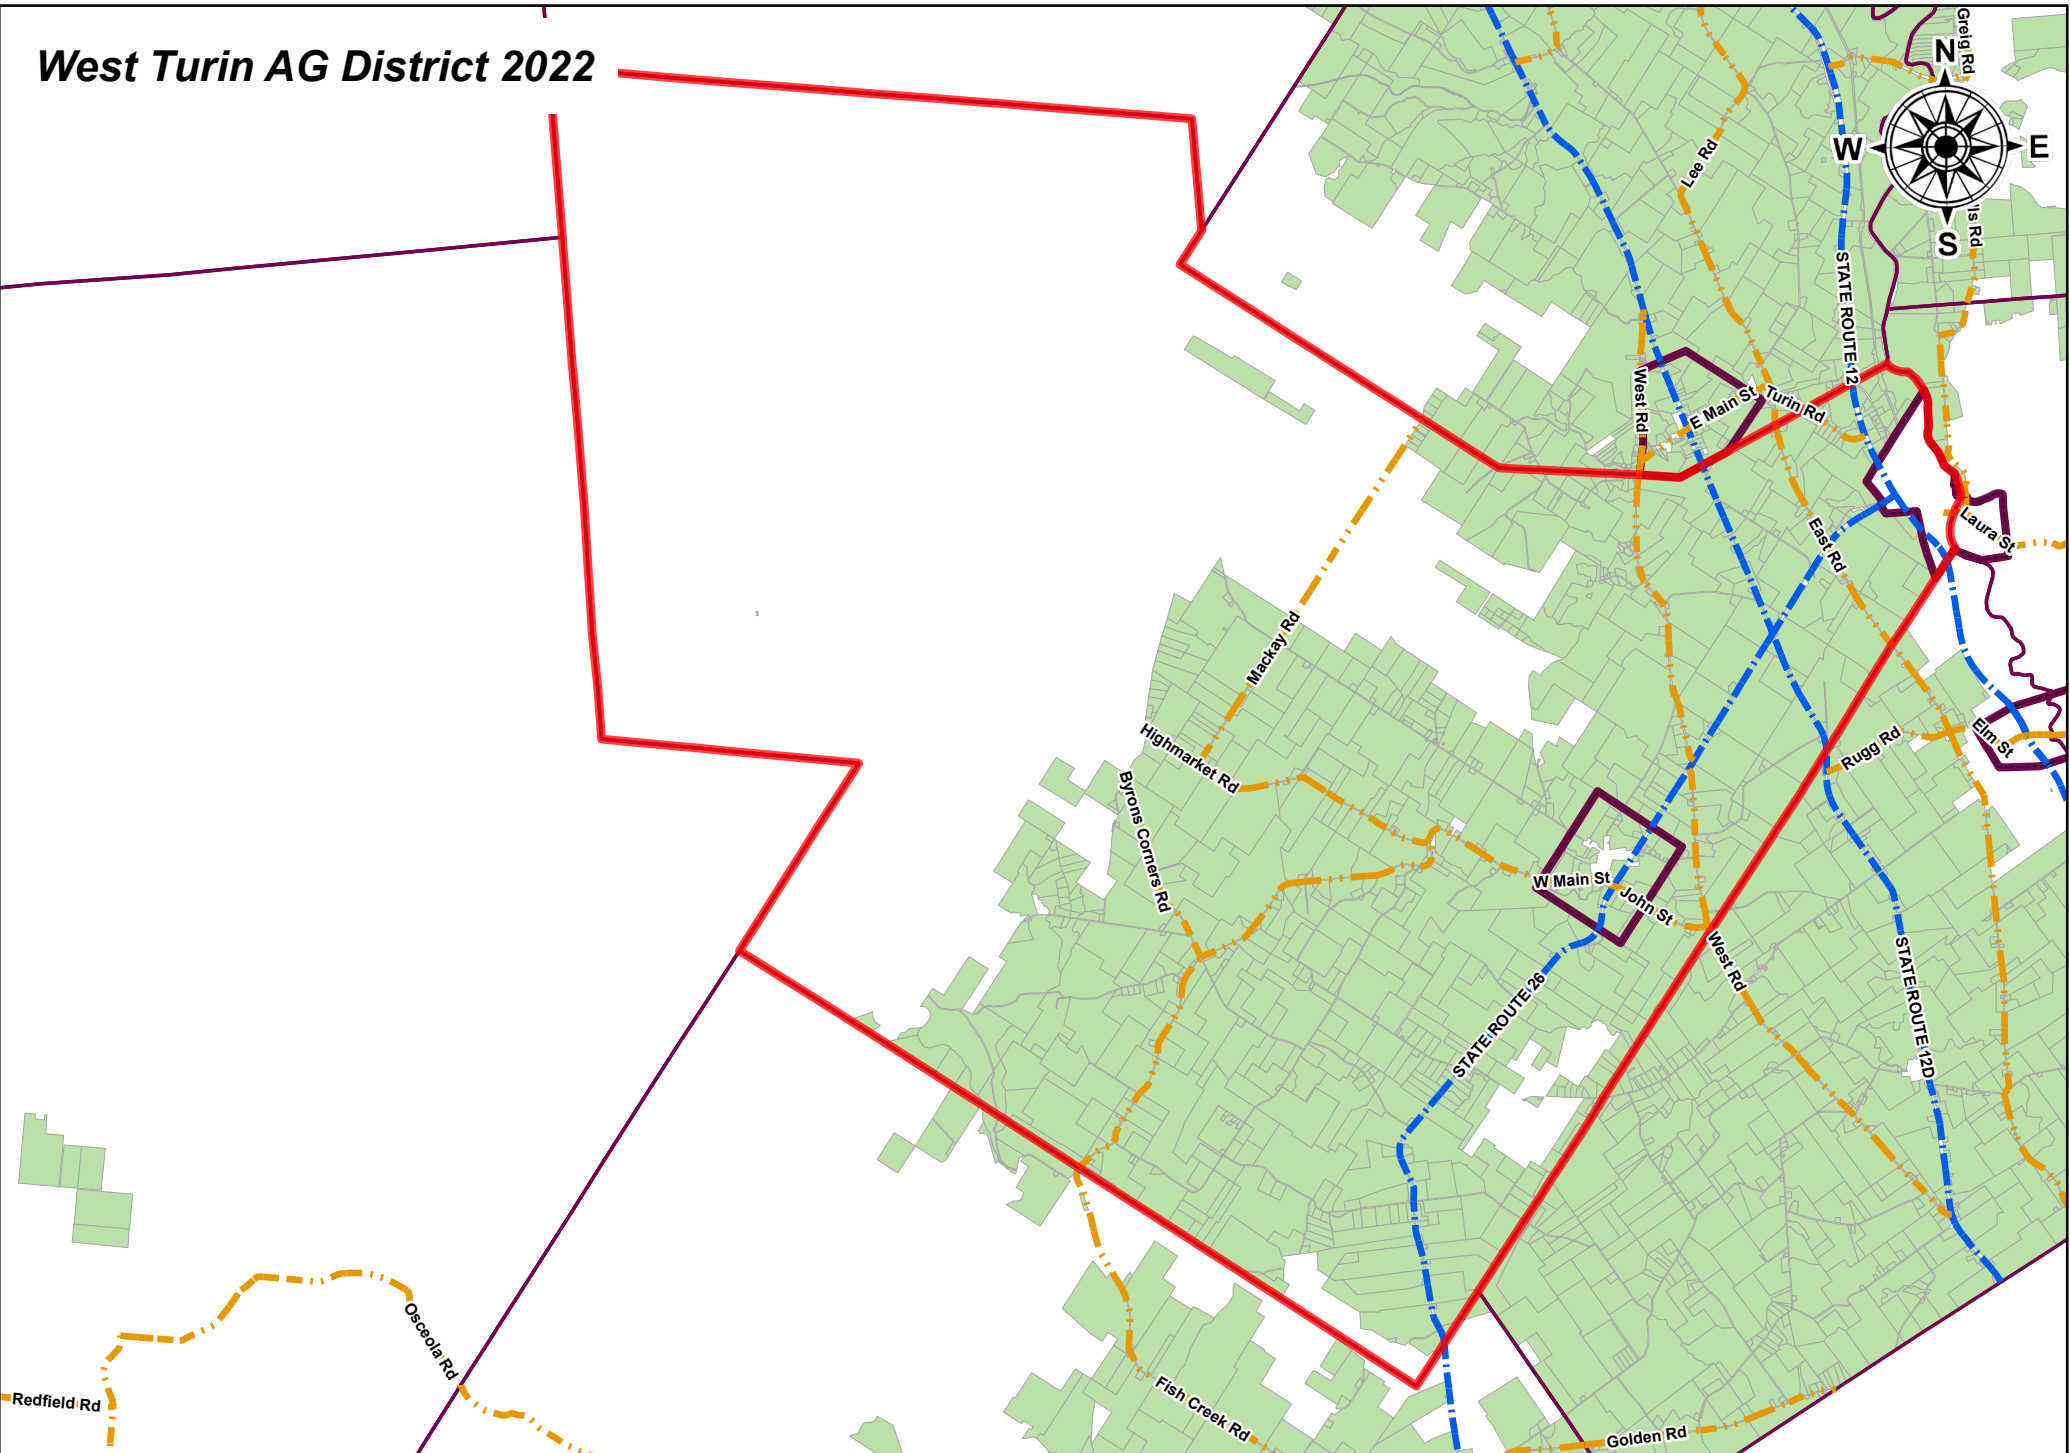 West Turin AG District 2022
Greig Rd
N
W
E
S
ls Rd
Lee Rd
STATE ROUTE 12
West Rd
E Main St
Turin Rd
East Rd
Laura St
Mackay Rd
Highmarket Rd
Byrons Corners Rd
Rugg Rd
Elm St
W Main St
John St
West Rd
STATE ROUTE 26
STATE ROUTE 12D
Osceola Rd
Redfield Rd
Fish Creek Rd
Golden Rd